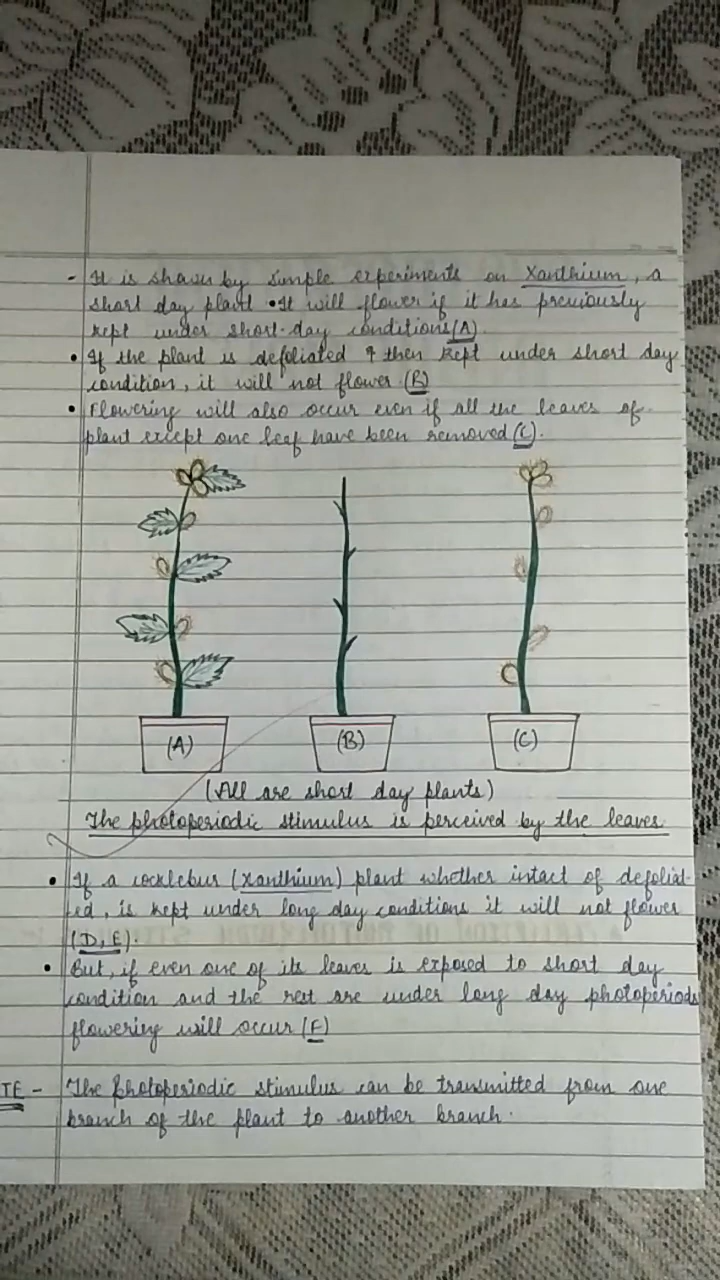 - It is shown by simple experiments on Xanthium, a
short day plant • It will flower if it has previously
kept under short-day conditions (A).
• If the plant is defoliated & then kept under short day
condition, it will not flower (B)
• Flowering will also occur even if all the leaves of
plant except one leaf have been removed (C).
(A) (B) (C)
(All are short day plants)
The photoperiodic stimulus is perceived by the leaves.
• If a cocklebur (Xanthium) plant whether intact of defoliat-
ed, is kept under long day conditions it will not flower
(D, E).
• But, if even one of its leaves is exposed to short day
condition and the rest are under long day photoperiods
flowering will occur (F)
TE - The Photoperiodic stimulus can be transmitted from one
branch of the plant to another branch.